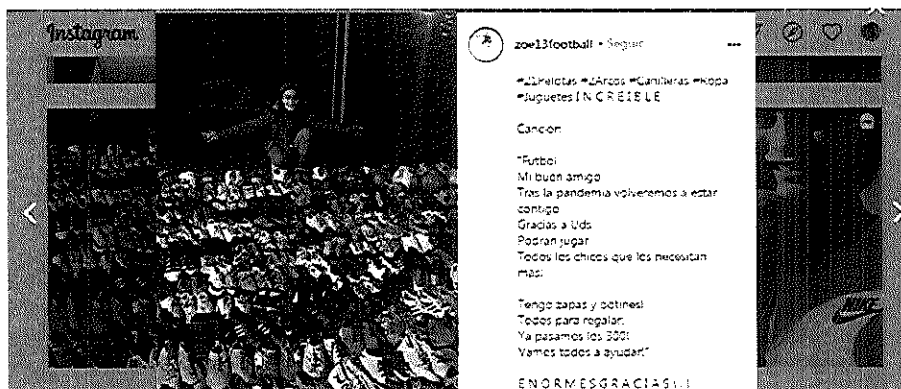 Instagram
zoe13football • Seguir
#21Pelotas #2Arcos #Canilleras #Ropa
#Juguetes I N C R E I B L E
Canción:
"Futbol
Mi buen amigo
Tras la pandemia volveremos a estar
contigo
Gracias a Uds
Podran jugar
Todos los chicos que los necesitan
mas!
Tengo zapas y botines!
Todos para regalar!
Ya pasamos los 300!
Vamos todos a ayudar!"
E N O R M E S G R A C I A S
NIKE